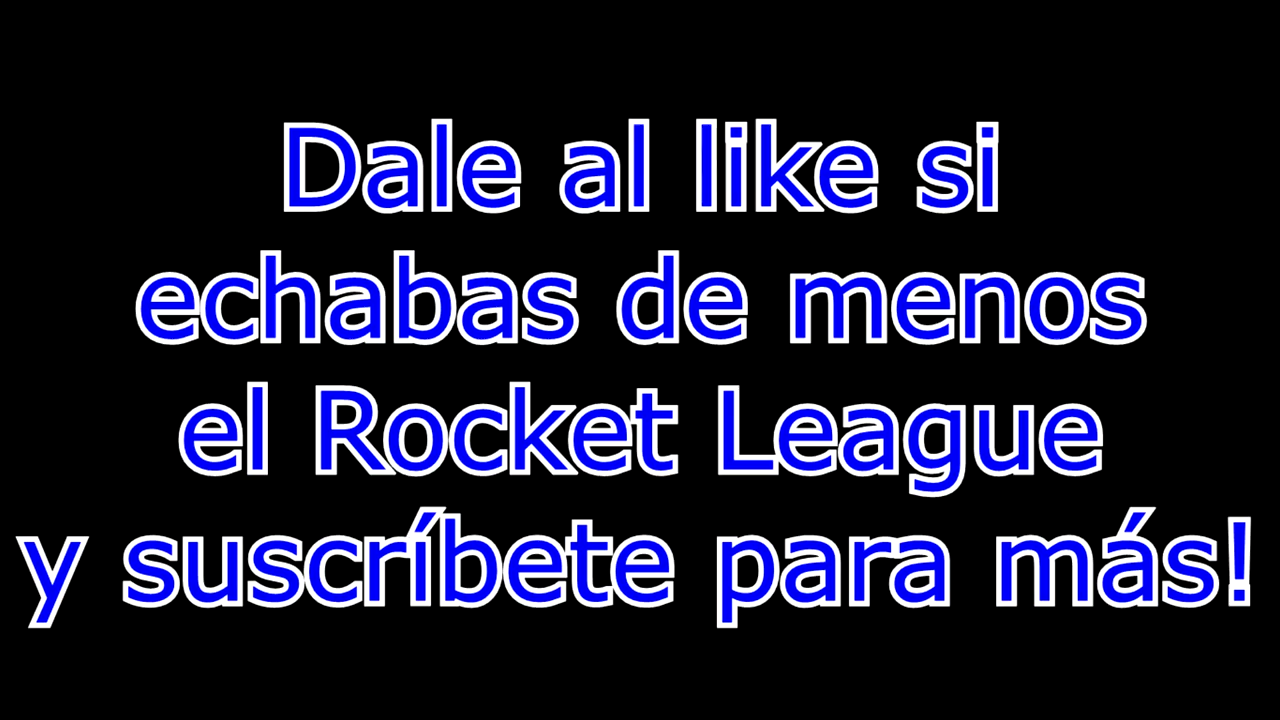 Dale al like si
echabas de menos
el Rocket League
y suscríbete para más!